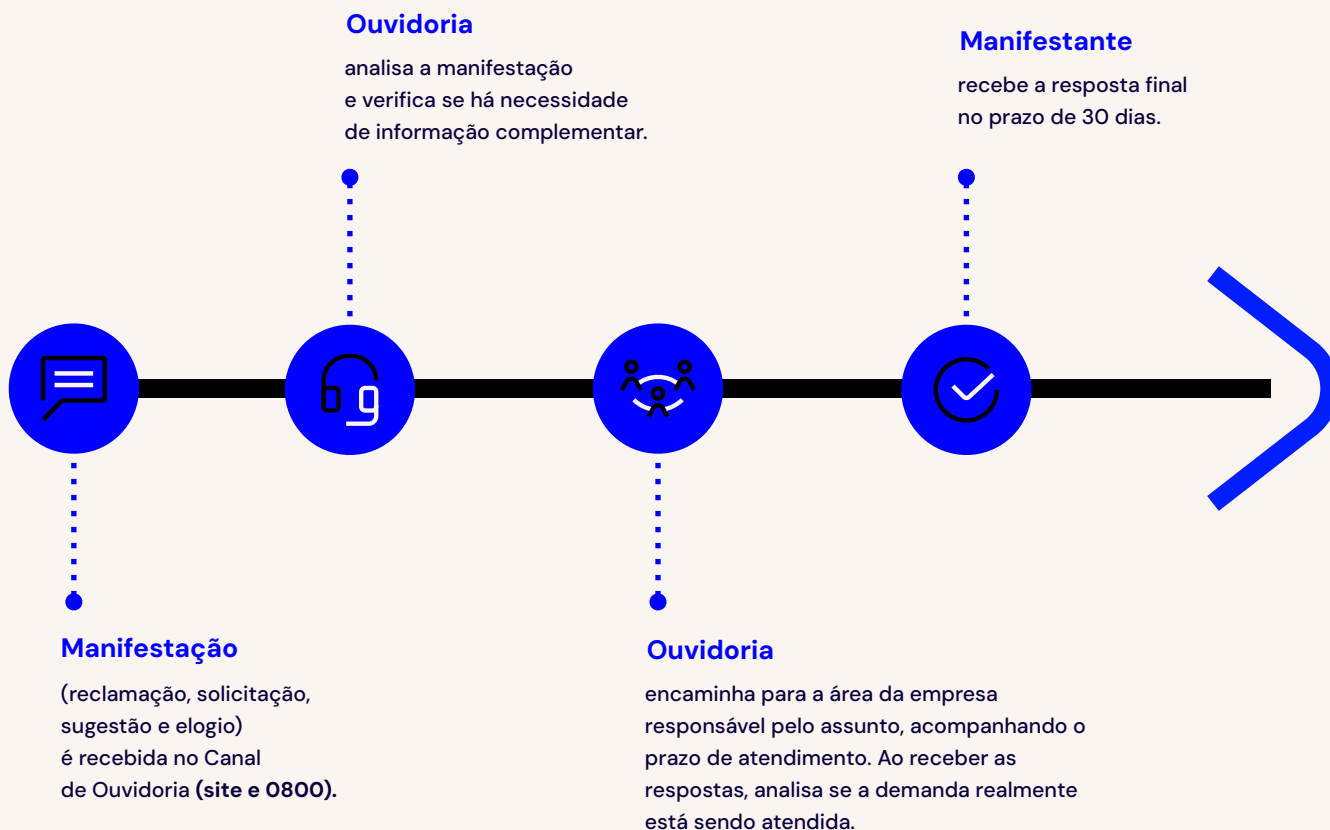 Ouvidoria
analisa a manifestação
e verifica se há necessidade
de informação complementar.
Manifestante
recebe a resposta final
no prazo de 30 dias.
Manifestação
(reclamação, solicitação,
sugestão e elogio)
é recebida no Canal
de Ouvidoria (site e 0800).
Ouvidoria
encaminha para a área da empresa
responsável pelo assunto, acompanhando o
prazo de atendimento. Ao receber as
respostas, analisa se a demanda realmente
está sendo atendida.